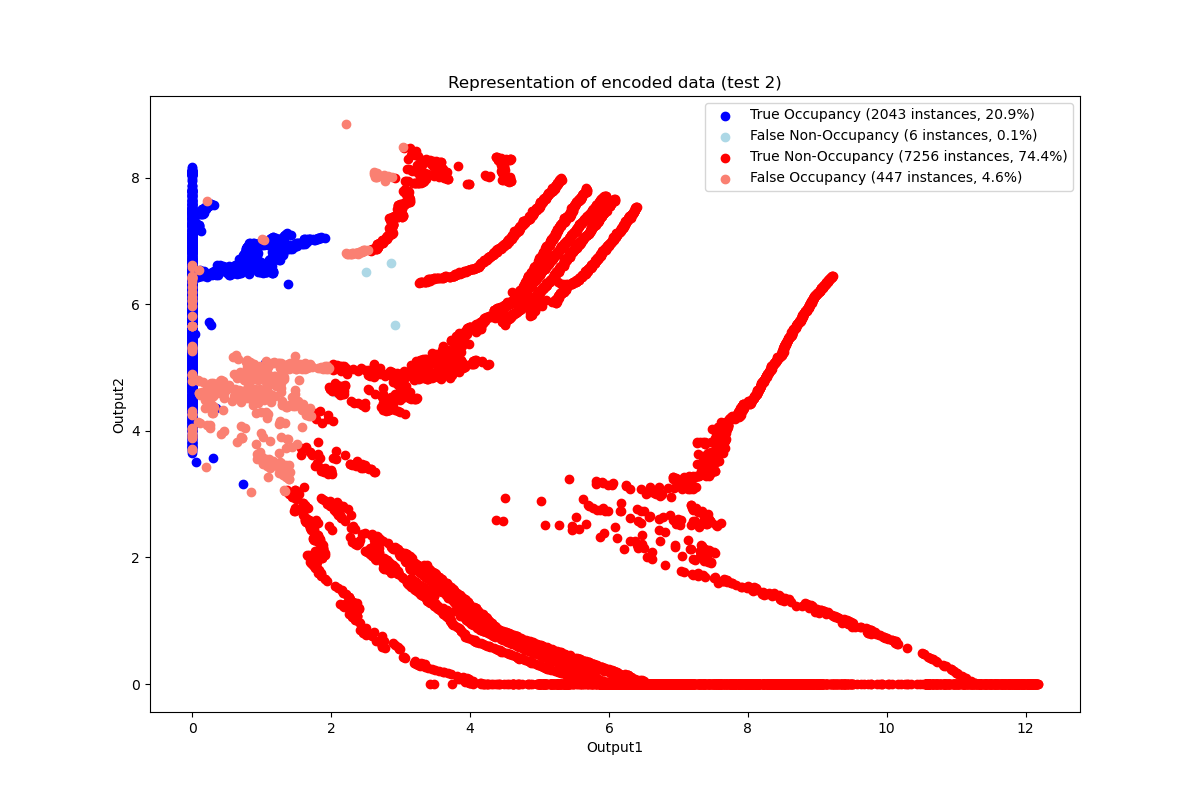 Representation of encoded data (test 2)
True Occupancy (2043 instances, 20.9%)
False Non-Occupancy (6 instances, 0.1%)
True Non-Occupancy (7256 instances, 74.4%)
False Occupancy (447 instances, 4.6%)
8
6
4
2
0
Output2
0 2 4 6 8 10 12
Output1